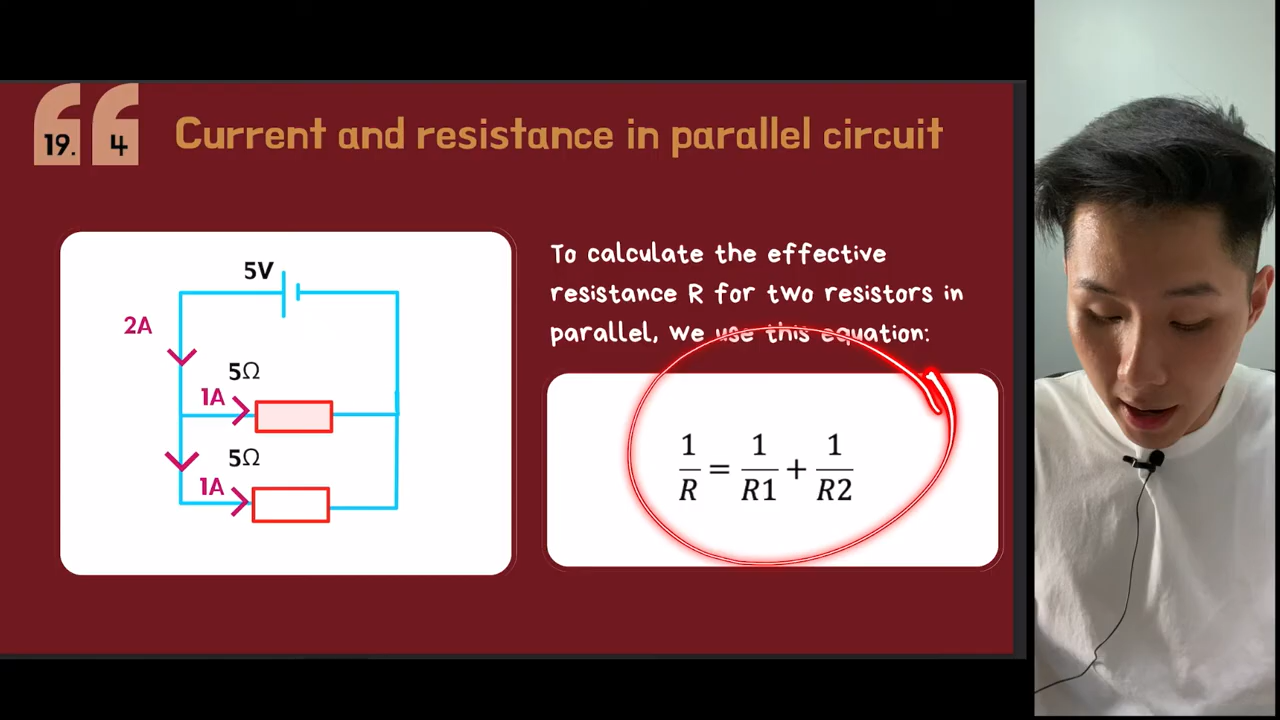 19. 4 Current and resistance in parallel circuit
5V
2A
5Ω
1A
5Ω
1A
To calculate the effective
resistance R for two resistors in
parallel, we use this equation:
1/R = 1/R1 + 1/R2